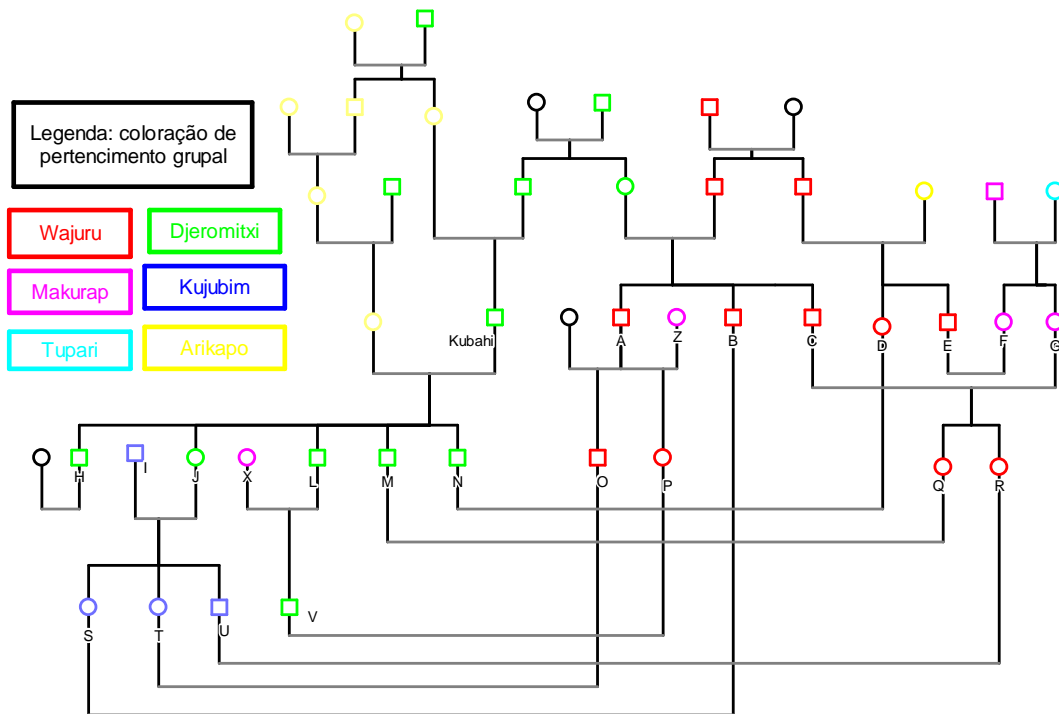 Legenda: coloração de
pertencimento grupal
Wajuru
Djeromitxi
Makurap
Kujubim
Tupari
Arikapo
Kubahi
A
Z
B
C
D
E
F
G
H
I
J
X
L
M
N
O
P
Q
R
S
T
U
V